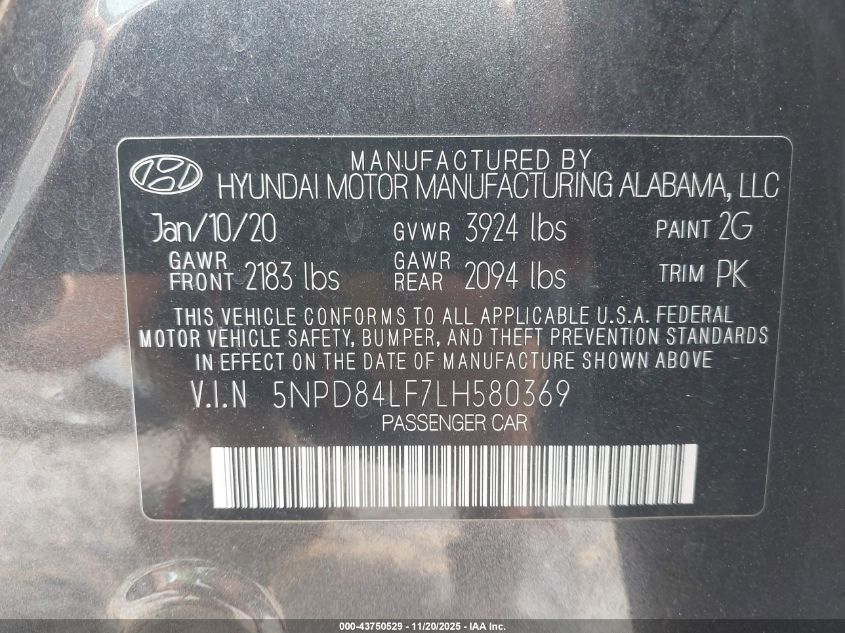 MANUFACTURED BY
HYUNDAI MOTOR MANUFACTURING ALABAMA, LLC
Jan/10/20 GVWR 3924 lbs PAINT 2G
GAWR FRONT 2183 lbs GAWR REAR 2094 lbs TRIM PK
THIS VEHICLE CONFORMS TO ALL APPLICABLE U.S.A. FEDERAL
MOTOR VEHICLE SAFETY, BUMPER, AND THEFT PREVENTION STANDARDS
IN EFFECT ON THE DATE OF MANUFACTURE SHOWN ABOVE
V.I.N 5NPD84LF7LH580369
PASSENGER CAR
000-43750529 - 11/20/2025 - IAA Inc.